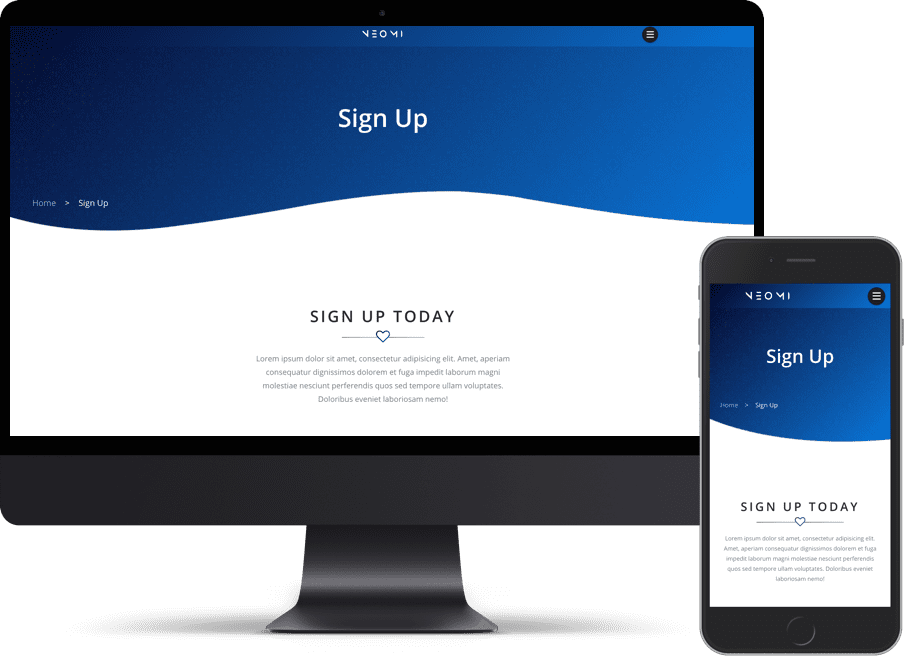 NEOMI
Sign Up
Home > Sign Up
SIGN UP TODAY
Lorem ipsum dolor sit amet, consectetur adipisicing elit. Amet, aperiam
consequatur dignissimos dolorem et fuga impedit laborum magni
molestiae nesciunt perferendis quos sed tempore ullam voluptates.
Doloribus eveniet laboriosam nemo!
NEOMI
Sign Up
Home > Sign Up
SIGN UP TODAY
Lorem ipsum dolor sit amet, consectetur adipisicing elit.
Amet, aperiam consequatur dignissimos dolorem et fuga
impedit laborum magni molestiae nesciunt perferendis
quos sed tempore ullam voluptates. Doloribus eveniet
laboriosam nemo!